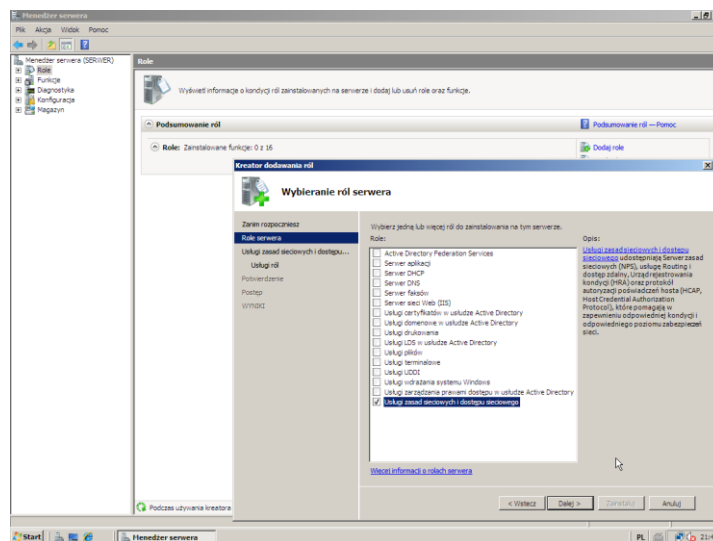 Menedżer serwera
Plik Akcja Widok Pomoc
Menedżer serwera (SERWER)
Role
Funkcje
Diagnostyka
Konfiguracja
Magazyn
Role
Wyświetl informacje o kondycji ról zainstalowanych na serwerze i dodaj lub usuń role oraz funkcje.
Podsumowanie ról
Podsumowanie ról — Pomoc
Role: Zainstalowane funkcje: 0 z 16
Dodaj role
Kreator dodawania ról
Wybieranie ról serwera
Zanim rozpoczniesz
Role serwera
Usługi zasad sieciowych i dostępu...
Usługi ról
Potwierdzenie
Postęp
WYNIKI
Wybierz jedną lub więcej ról do zainstalowania na tym serwerze.
Role:
Active Directory Federation Services
Serwer aplikacji
Serwer DHCP
Serwer DNS
Serwer faksów
Serwer sieci Web (IIS)
Usługi certyfikatów w usłudze Active Directory
Usługi domenowe w usłudze Active Directory
Usługi drukowania
Usługi LDS w usłudze Active Directory
Usługi plików
Usługi terminalowe
Usługi UDDI
Usługi wdrażania systemu Windows
Usługi zarządzania prawami dostępu w usłudze Active Directory
Usługi zasad sieciowych i dostępu sieciowego
Opis:
Usługi zasad sieciowych i dostępu
sieciowego udostępniają Serwer zasad
sieciowych (NPS), usługę Routing i
dostęp zdalny, Urząd rejestrowania
kondycji (HRA) oraz protokół
autoryzacji poświadczeń hosta (HCAP,
Host Credential Authorization
Protocol), które pomagają w
zapewnieniu odpowiedniej kondycji i
odpowiedniego poziomu zabezpieczeń
sieci.
Więcej informacji o rolach serwera
< Wstecz Dalej > Zainstaluj Anuluj
Podczas używania kreatora
Start Menedżer serwera PL